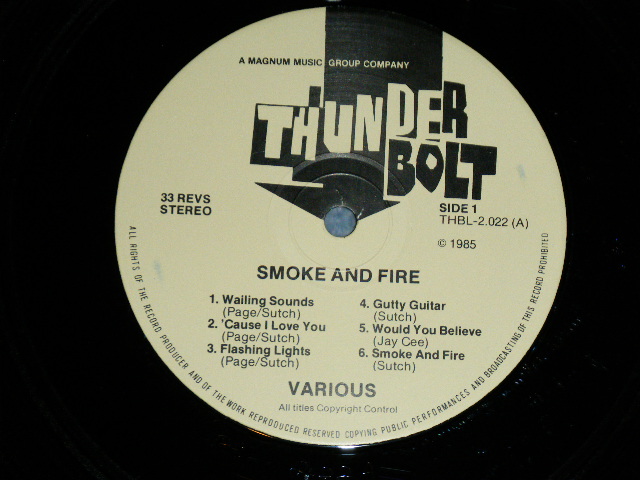 A MAGNUM MUSIC GROUP COMPANY
THUNDER
BOLT
33 REVS
STEREO
SIDE 1
THBL-2.022 (A)
© 1985
SMOKE AND FIRE
1. Wailing Sounds
(Page/Sutch)
2. 'Cause I Love You
(Page/Sutch)
3. Flashing Lights
(Page/Sutch)
4. Gutty Guitar
(Sutch)
5. Would You Believe
(Jay Cee)
6. Smoke And Fire
(Sutch)
VARIOUS
All titles Copyright Control
ALL RIGHTS OF THE RECORD PRODUCER AND OF THE WORK REPRODUCED RESERVED COPYING PUBLIC PERFORMANCES AND BROADCASTING OF THIS RECORD PROHIBITED